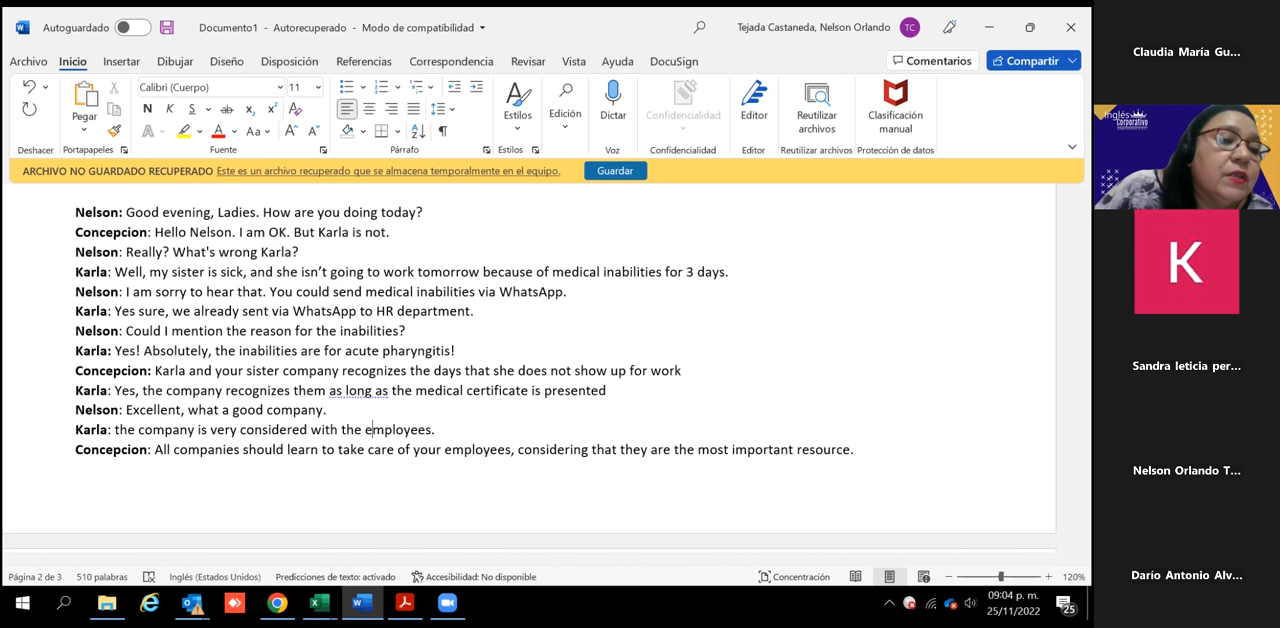 Autoguardado
Documento1 - Autorecuperado - Modo de compatibilidad
Tejada Castaneda, Nelson Orlando
TC
Archivo Inicio Insertar Dibujar Diseño Disposición Referencias Correspondencia Revisar Vista Ayuda DocuSign
Comentarios
Compartir
Calibri (Cuerpo) 11
Pegar
N K S ab x₂ x²
A A Aa A A
Estilos
Edición
Dictar
Confidencialidad
Editor
Reutilizar archivos
Clasificación manual
Deshacer Portapapeles Fuente Párrafo Estilos Voz Confidencialidad Editor Reutilizar archivos Protección de datos
ARCHIVO NO GUARDADO RECUPERADO Este es un archivo recuperado que se almacena temporalmente en el equipo. Guardar
Nelson: Good evening, Ladies. How are you doing today?
Concepcion: Hello Nelson. I am OK. But Karla is not.
Nelson: Really? What's wrong Karla?
Karla: Well, my sister is sick, and she isn’t going to work tomorrow because of medical inabilities for 3 days.
Nelson: I am sorry to hear that. You could send medical inabilities via WhatsApp.
Karla: Yes sure, we already sent via WhatsApp to HR department.
Nelson: Could I mention the reason for the inabilities?
Karla: Yes! Absolutely, the inabilities are for acute pharyngitis!
Concepcion: Karla and your sister company recognizes the days that she does not show up for work
Karla: Yes, the company recognizes them as long as the medical certificate is presented
Nelson: Excellent, what a good company.
Karla: the company is very considered with the employees.
Concepcion: All companies should learn to take care of your employees, considering that they are the most important resource.
Página 2 de 3 510 palabras Inglés (Estados Unidos) Predicciones de texto: activado Accesibilidad: No disponible Concentración 120%
09:04 p. m.
25/11/2022
25
Claudia María Gu...
Inglés
Corporativo
K
Sandra leticia per...
Nelson Orlando T...
Darío Antonio Alv...